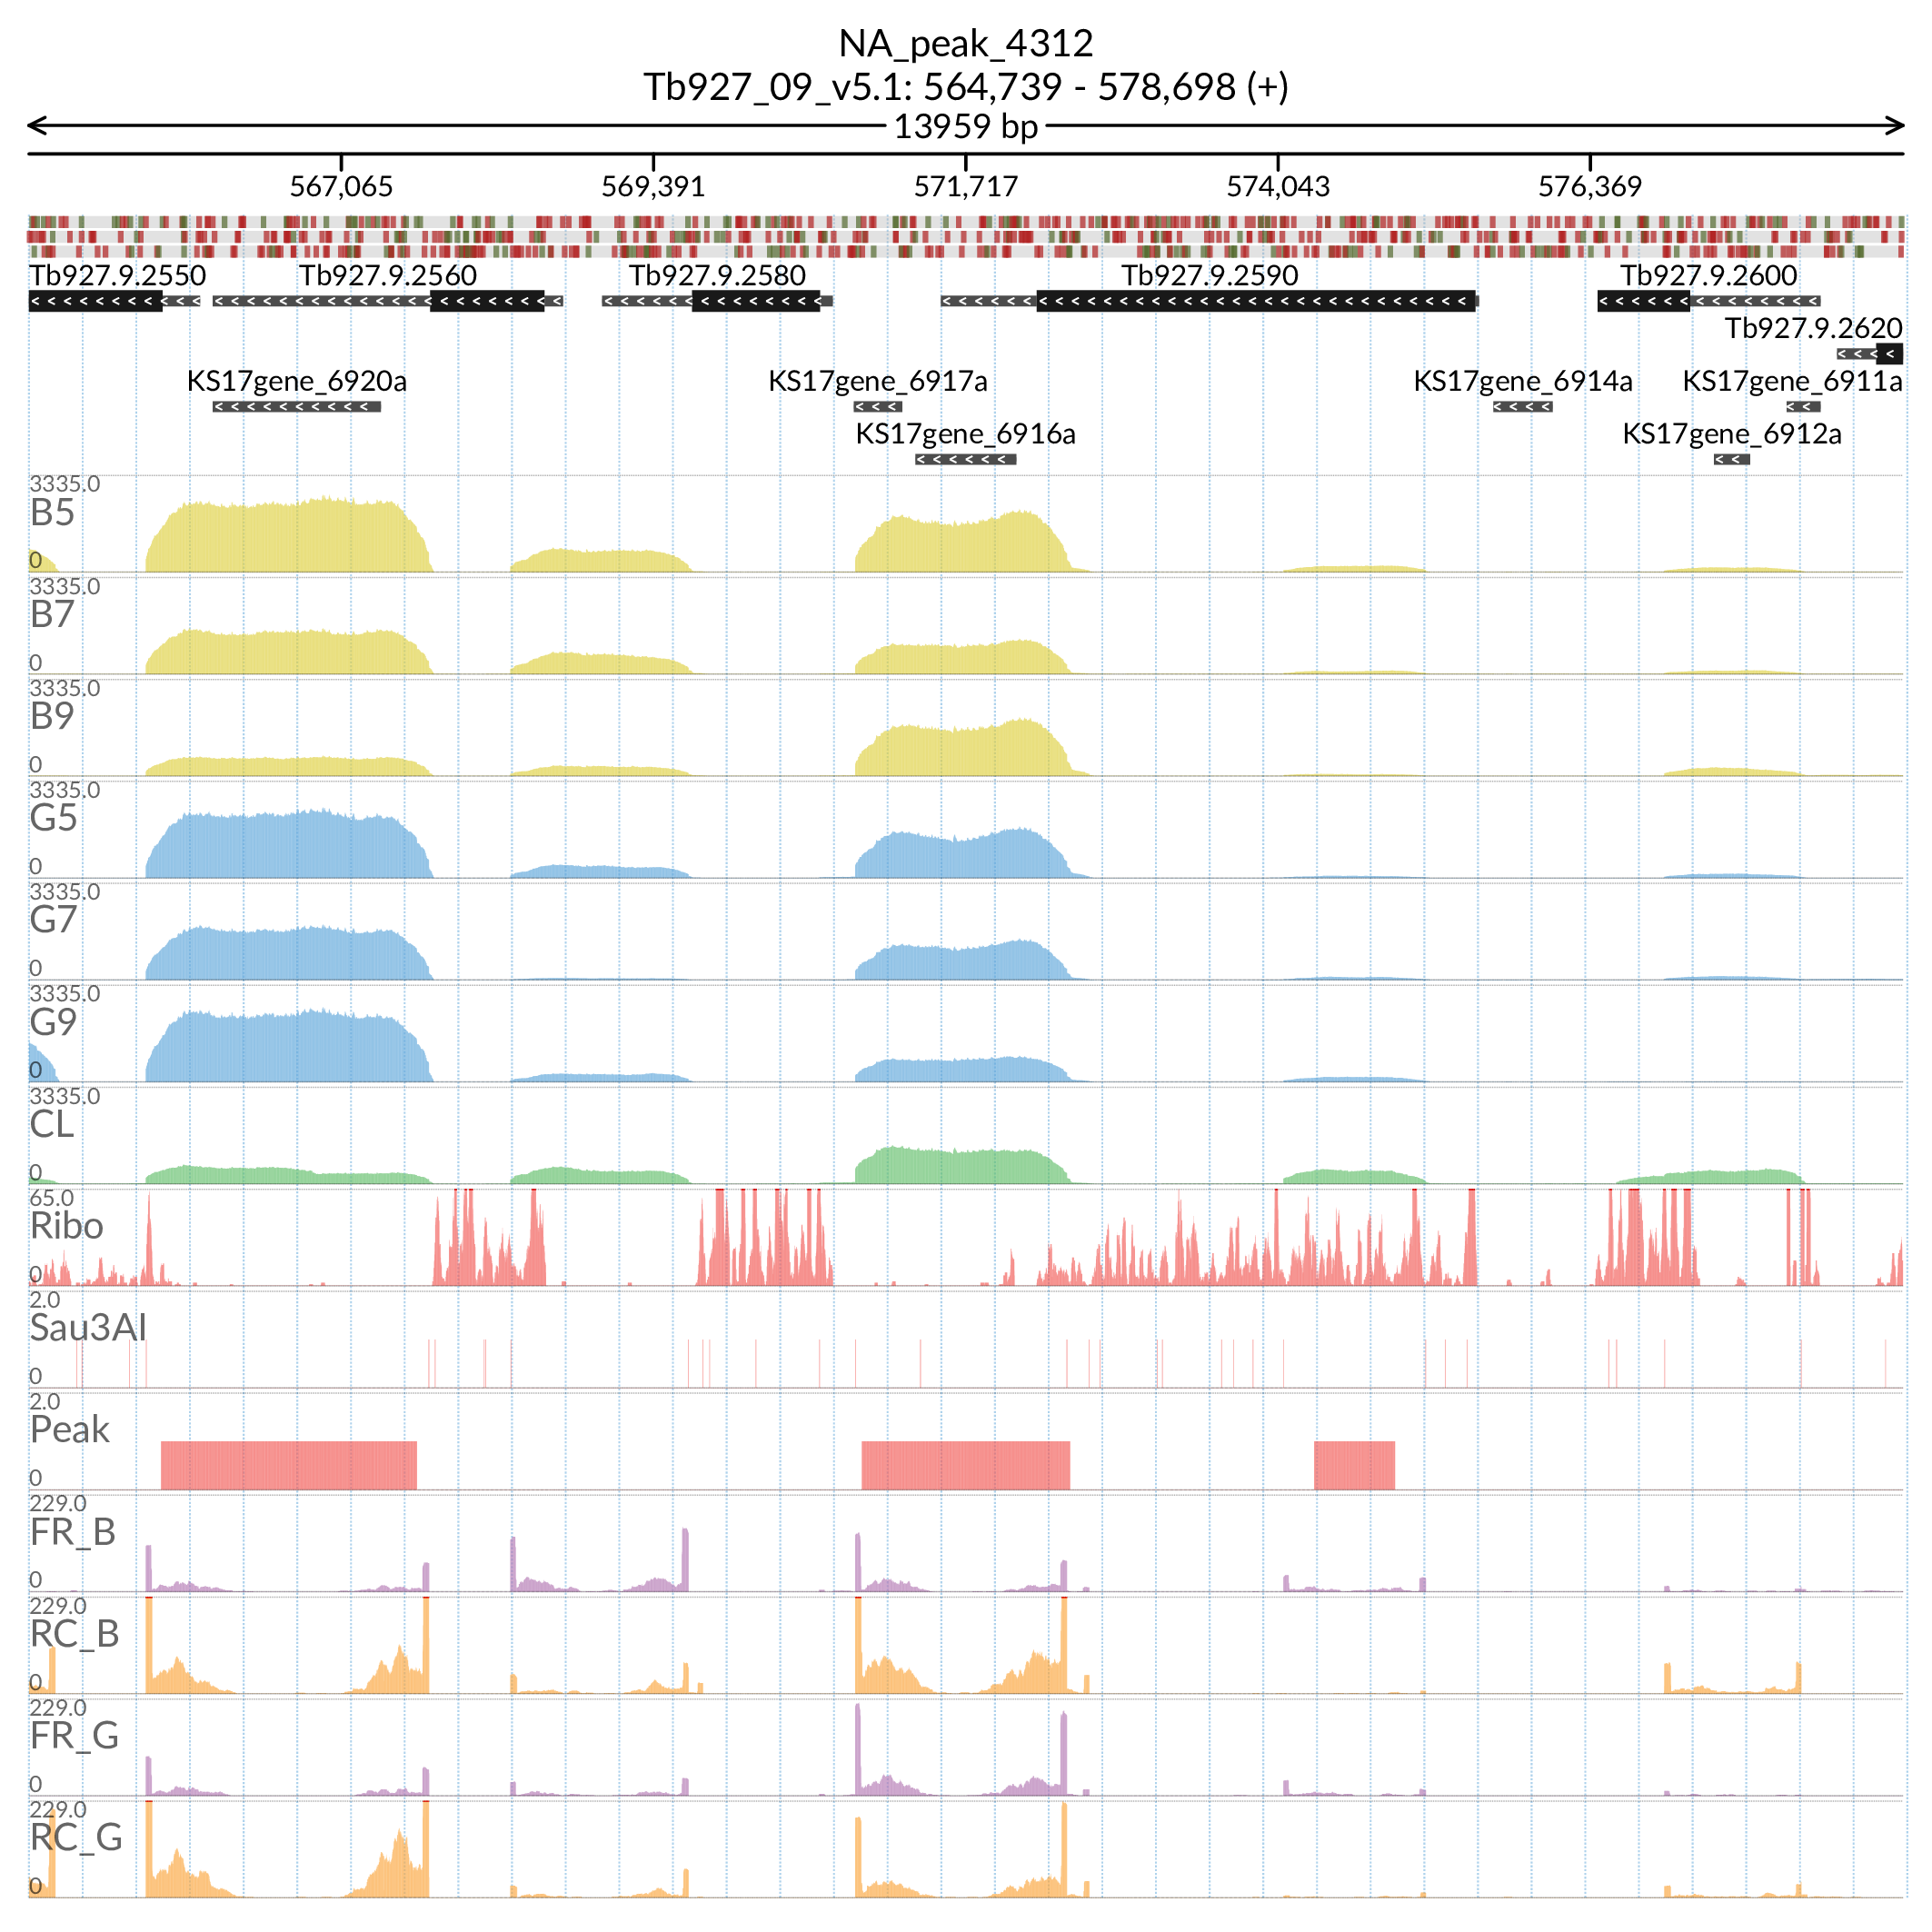 NA_peak_4312
Tb927_09_v5.1: 564,739 - 578,698 (+)
13959 bp
567,065 569,391 571,717 574,043 576,369
Tb927.9.2550 Tb927.9.2560 Tb927.9.2580 Tb927.9.2590 Tb927.9.2600
Tb927.9.2620
KS17gene_6920a KS17gene_6917a KS17gene_6914a KS17gene_6911a
KS17gene_6916a KS17gene_6912a
3335.0
B5
0
3335.0
B7
0
3335.0
B9
0
3335.0
G5
0
3335.0
G7
0
3335.0
G9
0
3335.0
CL
0
65.0
Ribo
0
2.0
Sau3AI
0
2.0
Peak
0
229.0
FR_B
0
229.0
RC_B
0
229.0
FR_G
0
229.0
RC_G
0